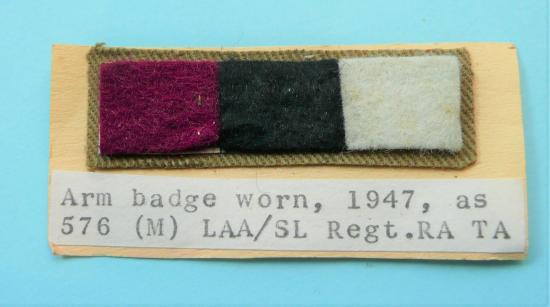 Arm badge worn, 1947, as
576 (M) LAA/SL Regt.RA TA